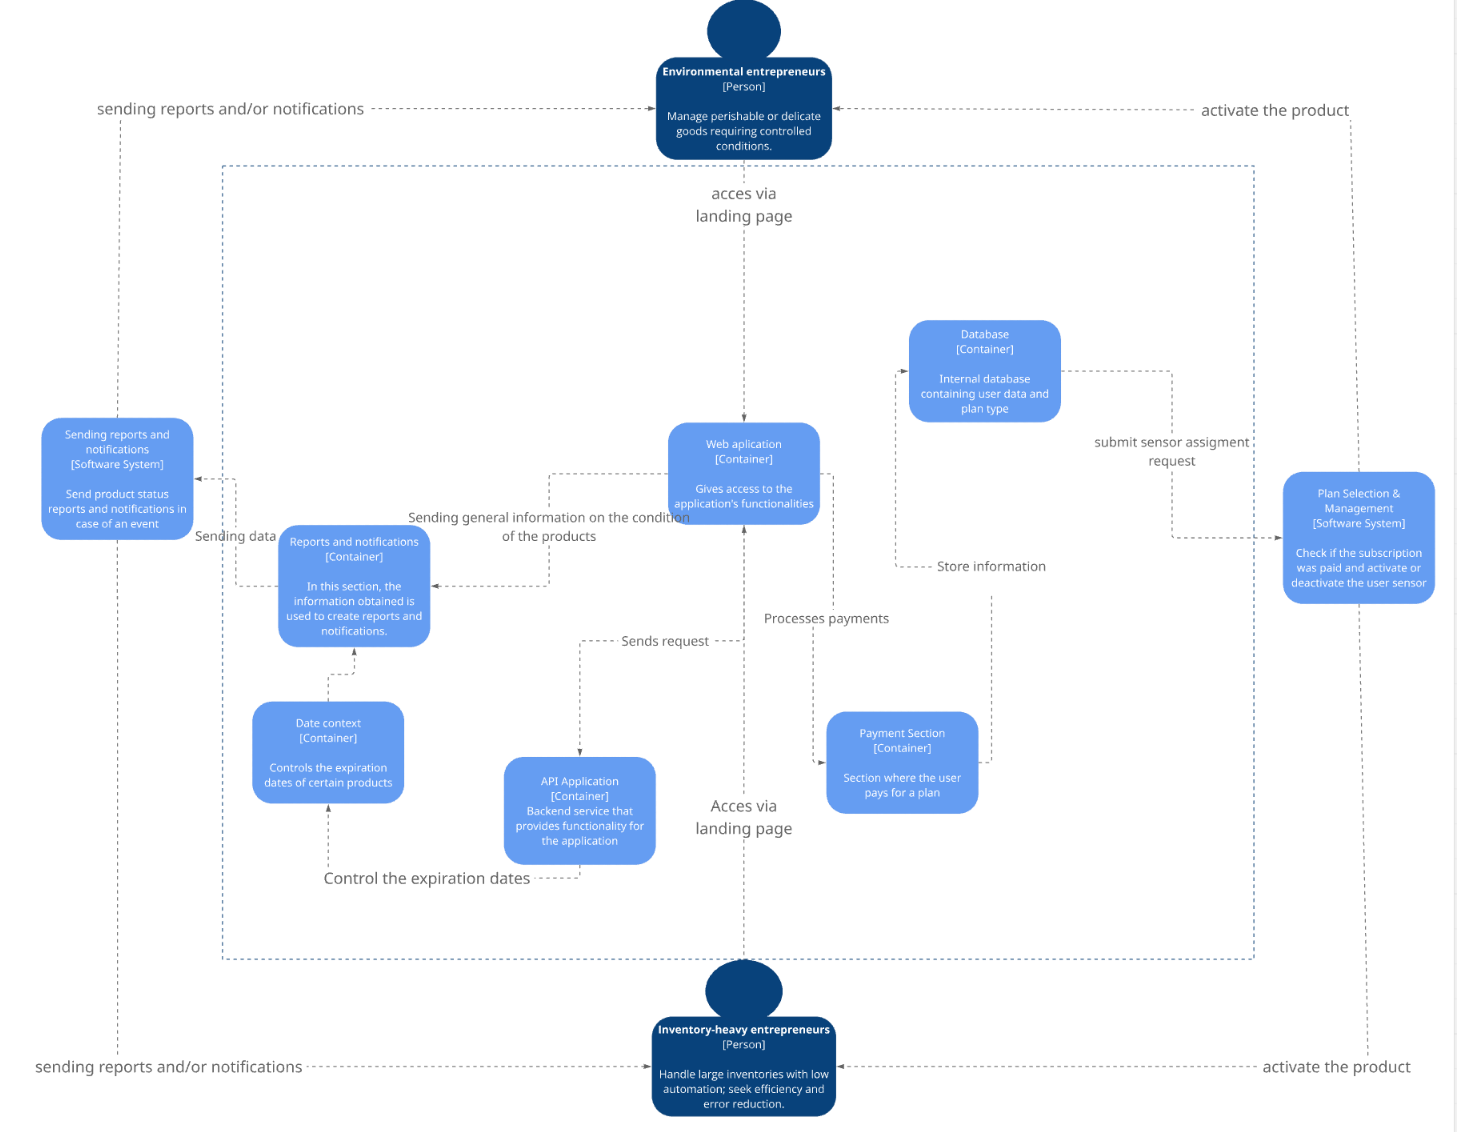 Environmental entrepreneurs
[Person]
Manage perishable or delicate
goods requiring controlled
conditions.
sending reports and/or notifications
activate the product
acces via
landing page
Database
[Container]
Internal database
containing user data and
plan type
Sending reports and
notifications
[Software System]
Send product status
reports and notifications in
case of an event
Web aplication
[Container]
Gives access to the
application's functionalities
submit sensor assigment
request
Plan Selection &
Management
[Software System]
Check if the subscription
was paid and activate or
deactivate the user sensor
Sending general information on the condition
of the products
Sending data
Reports and notifications
[Container]
In this section, the
information obtained is
used to create reports and
notifications.
Store information
Processes payments
Sends request
Date context
[Container]
Controls the expiration
dates of certain products
Payment Section
[Container]
Section where the user
pays for a plan
API Application
[Container]
Backend service that
provides functionality for
the application
Acces via
landing page
Control the expiration dates
Inventory-heavy entrepreneurs
[Person]
Handle large inventories with low
automation; seek efficiency and
error reduction.
sending reports and/or notifications
activate the product